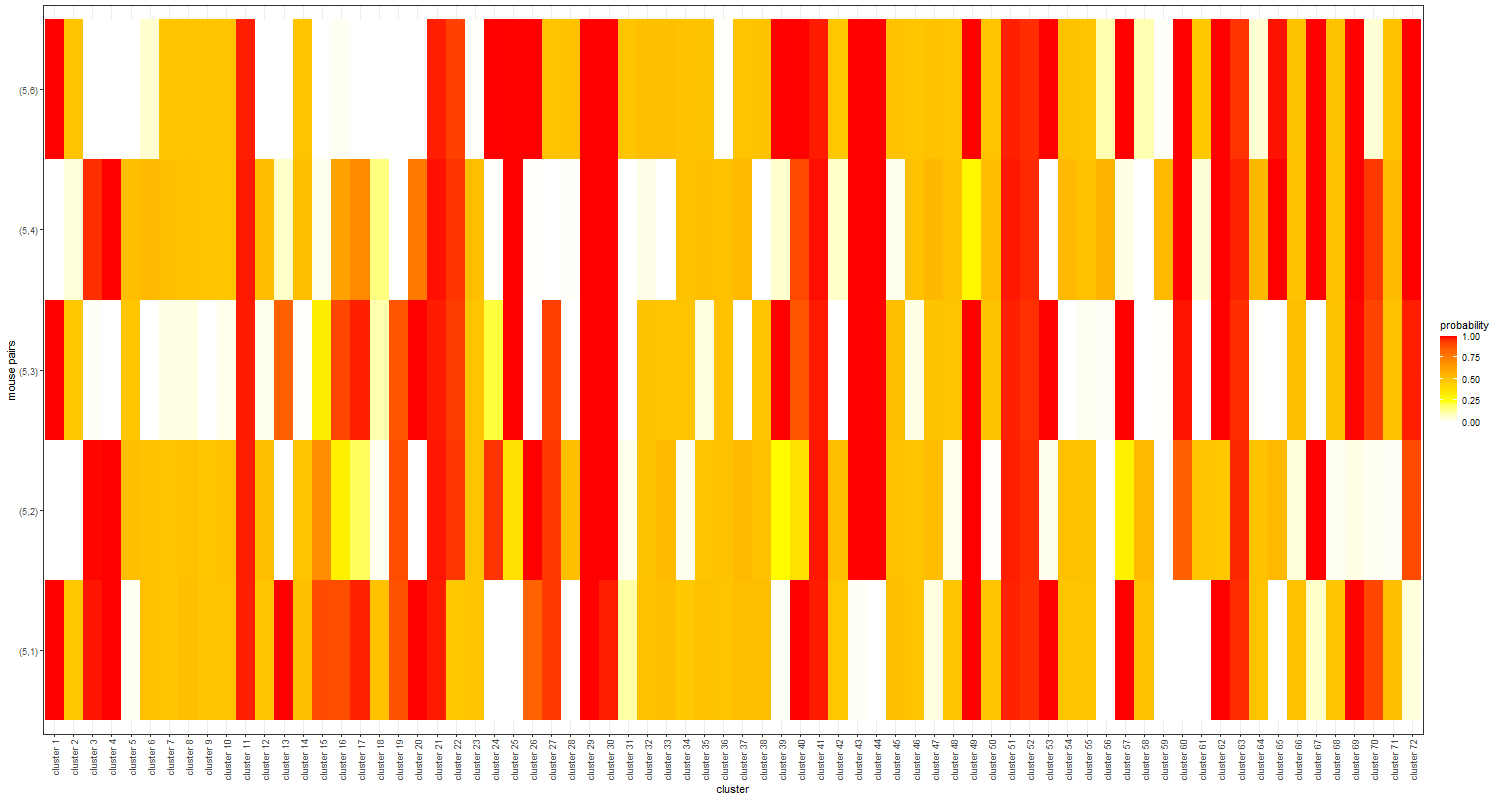 (5,6)
(5,4)
(5,3)
(5,2)
(5,1)
mouse pairs
cluster 1
cluster 2
cluster 3
cluster 4
cluster 5
cluster 6
cluster 7
cluster 8
cluster 9
cluster 10
cluster 11
cluster 12
cluster 13
cluster 14
cluster 15
cluster 16
cluster 17
cluster 18
cluster 19
cluster 20
cluster 21
cluster 22
cluster 23
cluster 24
cluster 25
cluster 26
cluster 27
cluster 28
cluster 29
cluster 30
cluster 31
cluster 32
cluster 33
cluster 34
cluster 35
cluster 36
cluster 37
cluster 38
cluster 39
cluster 40
cluster 41
cluster 42
cluster 43
cluster 44
cluster 45
cluster 46
cluster 47
cluster 48
cluster 49
cluster 50
cluster 51
cluster 52
cluster 53
cluster 54
cluster 55
cluster 56
cluster 57
cluster 58
cluster 59
cluster 60
cluster 61
cluster 62
cluster 63
cluster 64
cluster 65
cluster 66
cluster 67
cluster 68
cluster 69
cluster 70
cluster 71
cluster 72
cluster
probability
1.00
0.75
0.50
0.25
0.00